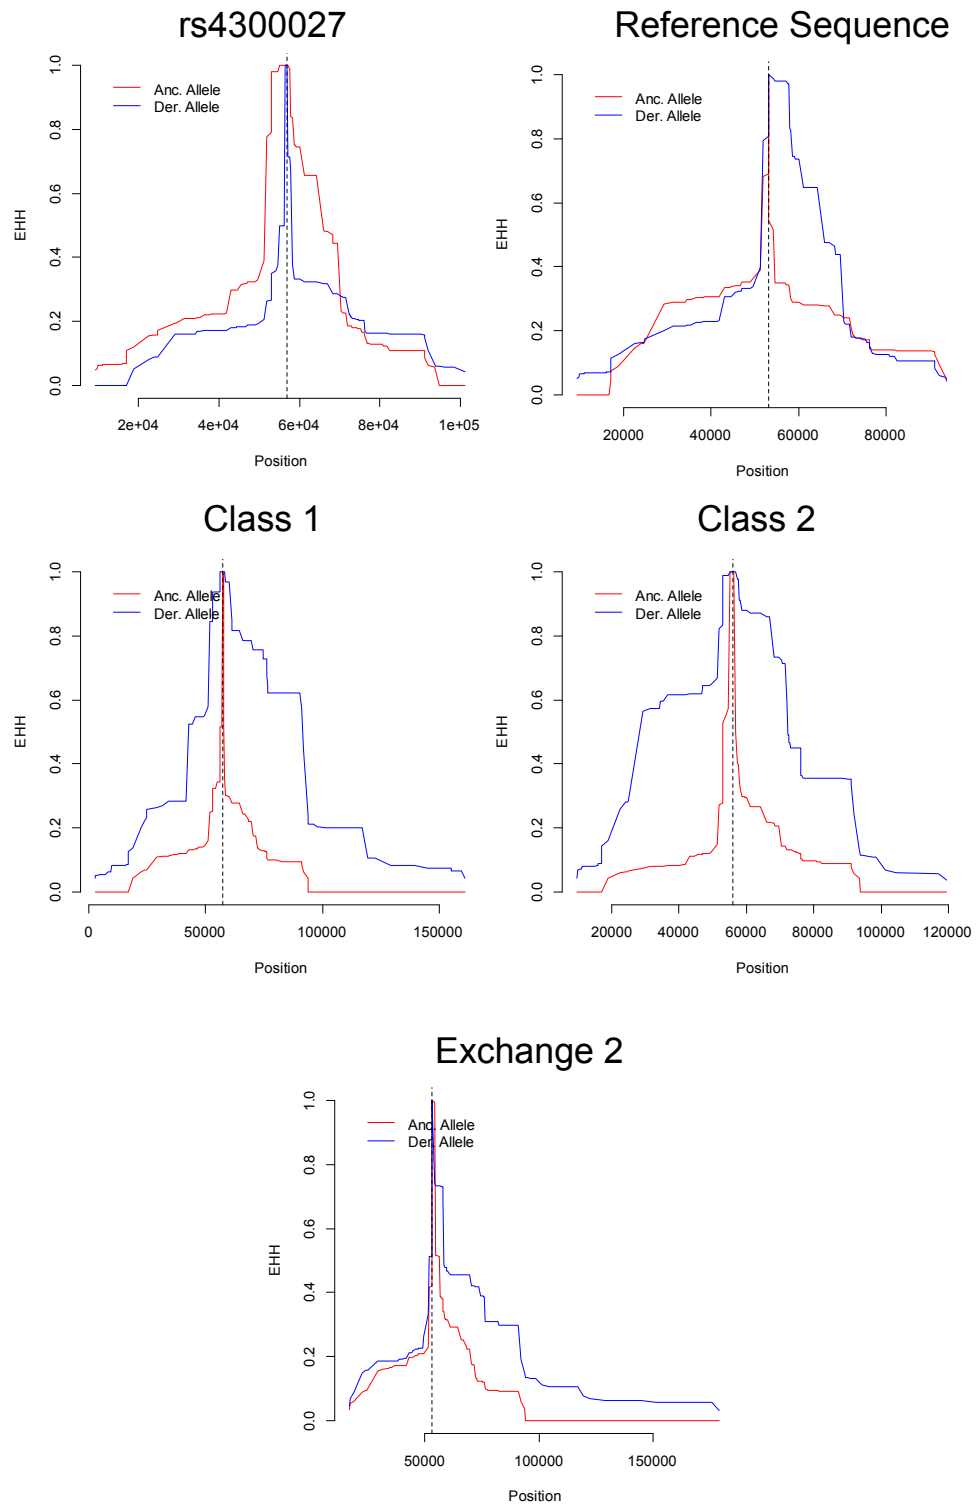 rs4300027
Anc. Allele
Der. Allele
EHH
0.0
0.2
0.4
0.6
0.8
1.0
2e+04
4e+04
6e+04
8e+04
1e+05
Position
Reference Sequence
Anc. Allele
Der. Allele
EHH
0.0
0.2
0.4
0.6
0.8
1.0
20000
40000
60000
80000
Position
Class 1
Anc. Allele
Der. Allele
EHH
0.0
0.2
0.4
0.6
0.8
1.0
0
50000
100000
150000
Position
Class 2
Anc. Allele
Der. Allele
EHH
0.0
0.2
0.4
0.6
0.8
1.0
20000
40000
60000
80000
100000
120000
Position
Exchange 2
Anc. Allele
Der. Allele
EHH
0.0
0.2
0.4
0.6
0.8
1.0
50000
100000
150000
Position